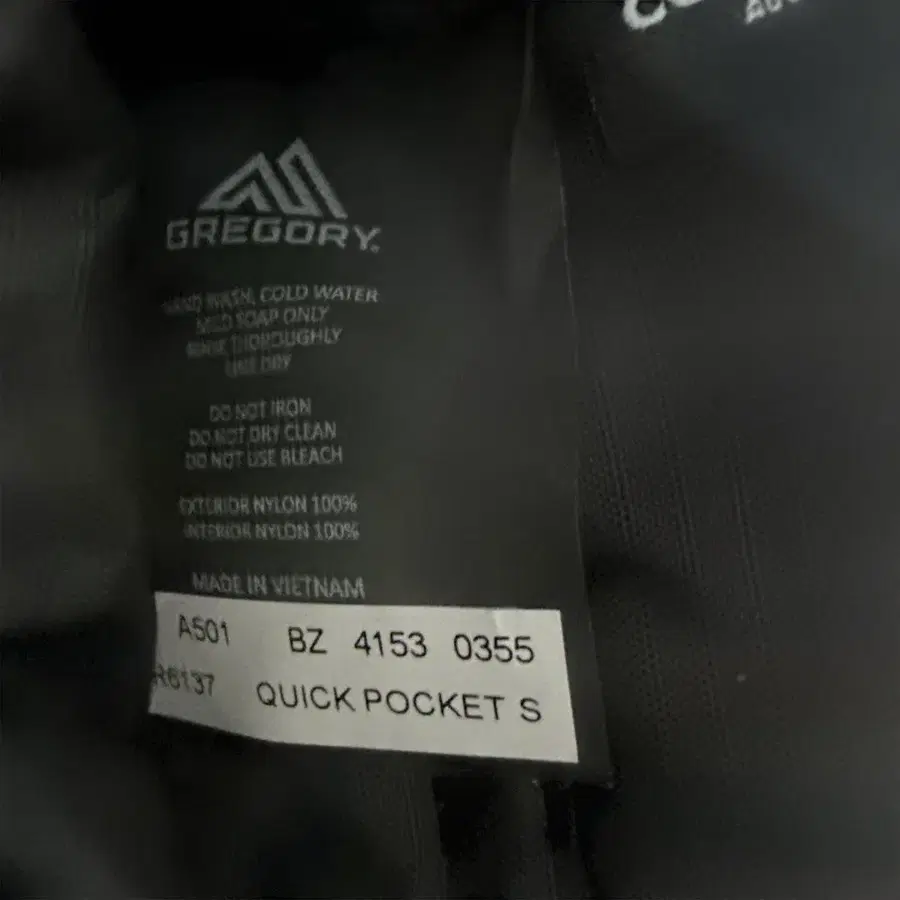 GREGORY
HAND WASH, COLD WATER
MILD SOAP ONLY
RINSE THOROUGHLY
LINE DRY
DO NOT IRON
DO NOT DRY CLEAN
DO NOT USE BLEACH
EXTERIOR NYLON 100%
INTERIOR NYLON 100%
MADE IN VIETNAM
A501 BZ 4153 0355
R6137 QUICK POCKET S